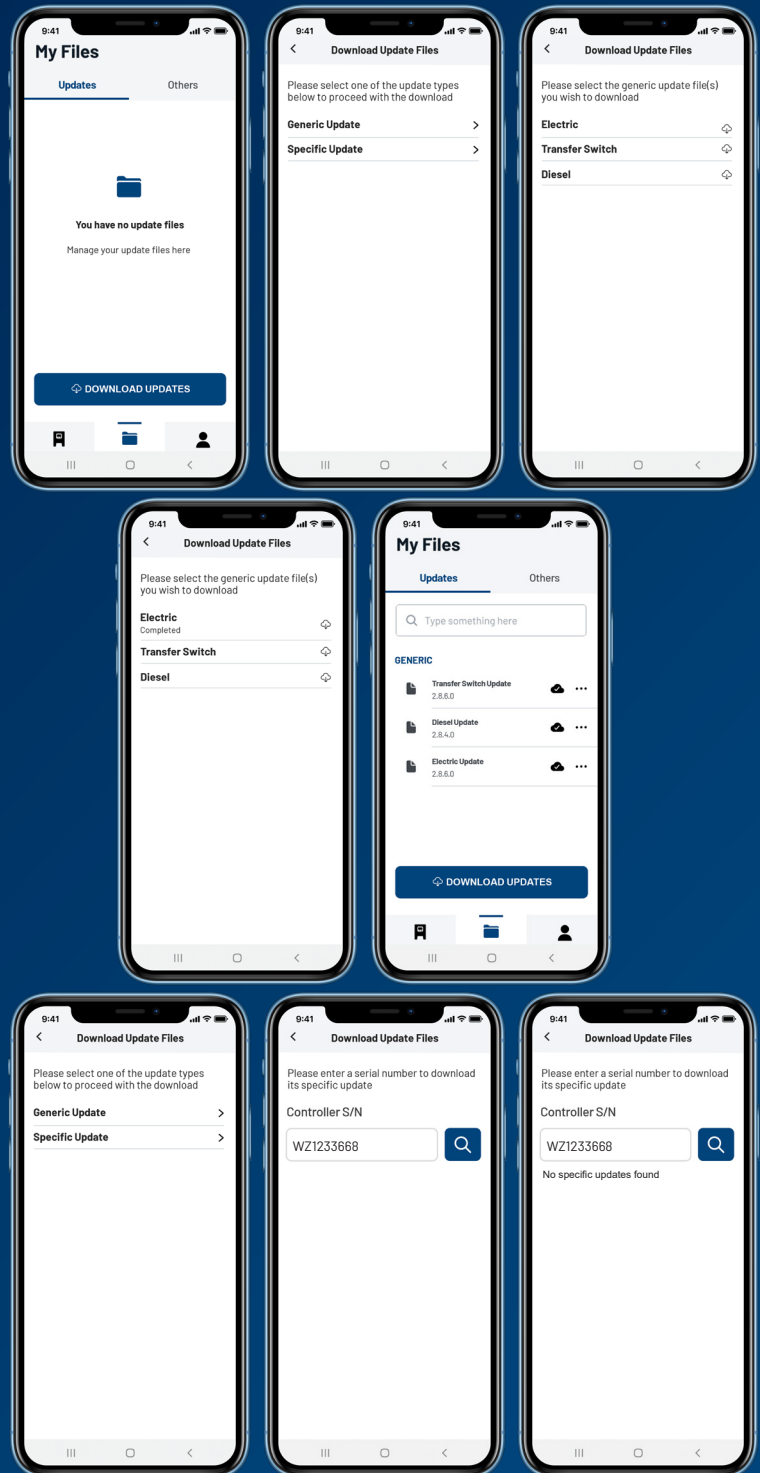 9:41
My Files
Updates
Others
You have no update files
Manage your update files here
DOWNLOAD UPDATES
9:41
Download Update Files
Please select one of the update types
below to proceed with the download
Generic Update
Specific Update
9:41
Download Update Files
Please select the generic update file(s)
you wish to download
Electric
Transfer Switch
Diesel
9:41
Download Update Files
Please select the generic update file(s)
you wish to download
Electric
Completed
Transfer Switch
Diesel
9:41
My Files
Updates
Others
Type something here
GENERIC
Transfer Switch Update
2.8.6.0
Diesel Update
2.8.4.0
Electric Update
2.8.6.0
DOWNLOAD UPDATES
9:41
Download Update Files
Please select one of the update types
below to proceed with the download
Generic Update
Specific Update
9:41
Download Update Files
Please enter a serial number to download
its specific update
Controller S/N
WZ1233668
9:41
Download Update Files
Please enter a serial number to download
its specific update
Controller S/N
WZ1233668
No specific updates found